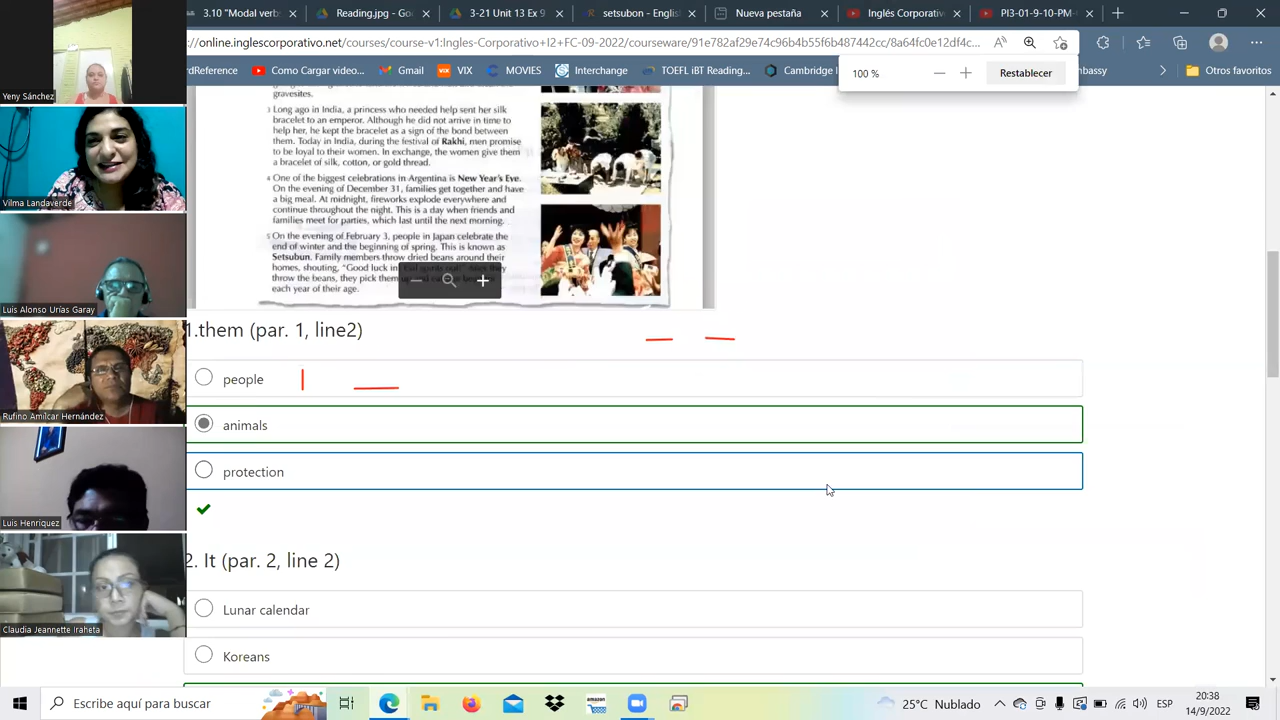 3.10 "Modal verb
Reading.jpg - Go
3-21 Unit 13 Ex 9
setsubon - English
Nueva pestaña
Ingles Corporativ
PI3-01-9-10-PM-
://online.inglescorporativo.net/courses/course-v1:Ingles-Corporativo+I2+FC-09-2022/courseware/91e782af29e74c96b4b55f6b487442cc/8a64fc0e12df4c...
rdReference
Como Cargar video...
Gmail
VIX
MOVIES
Interchange
TOEFL iBT Reading...
Cambridge
mbassy
Otros favoritos
100 %
Restablecer
Yeny Sánchez
Vilma Landaverde
Luis Alonso Urías Garay
Rufino Amilcar Hernández
Luis Henriquez
Claudia Jeannette Iraheta
gravesites.
3 Long ago in India, a princess who needed help sent her silk
bracelet to an emperor. Although he did not arrive in time to
help her, he kept the bracelet as a sign of the bond between
them. Today in India, during the festival of Rakhi, men promise
to be loyal to their women. In exchange, the women give them
a bracelet of silk, cotton, or gold thread.
4 One of the biggest celebrations in Argentina is New Year's Eve.
On the evening of December 31, families get together and have
a big meal. At midnight, fireworks explode everywhere and
continue throughout the night. This is a day when friends and
families meet for parties, which last until the next morning.
5 On the evening of February 3, people in Japan celebrate the
end of winter and the beginning of spring. This is known as
Setsubun. Family members throw dried beans around their
homes, shouting, "Good luck in!
throw the beans, they pick them
each year of their age.
1.them (par. 1, line2)
people
animals
protection
2. It (par. 2, line 2)
Lunar calendar
Koreans
Escribe aquí para buscar
25°C Nublado
ESP
20:38
14/9/2022